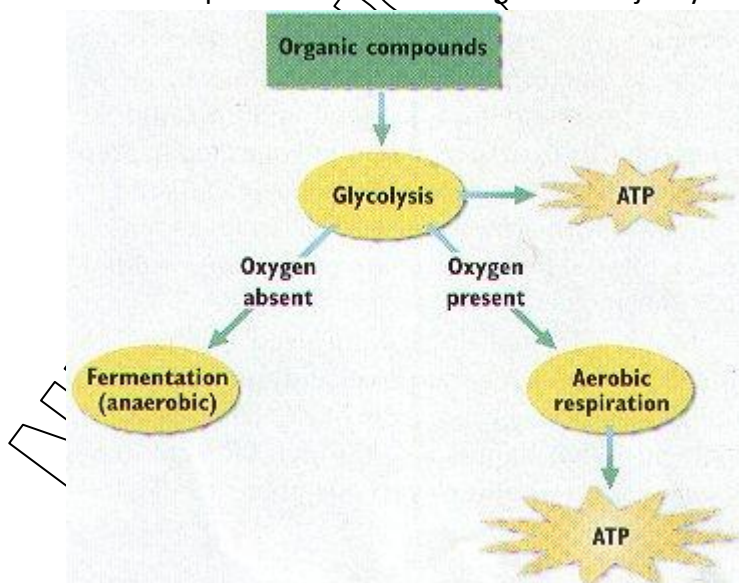 Organic compounds
Glycolysis
ATP
Oxygen
absent
Oxygen
present
Fermentation
(anaerobic)
Aerobic
respiration
ATP